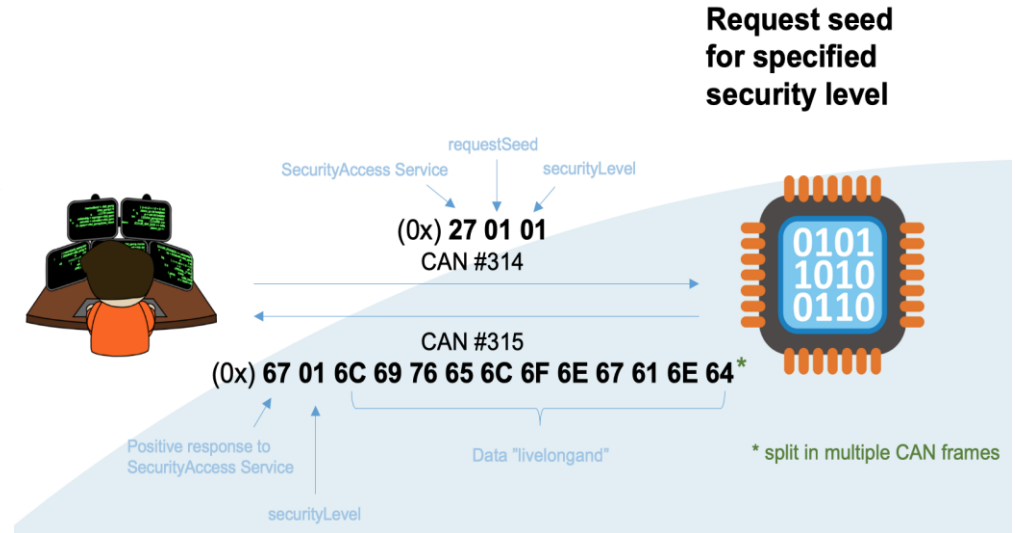 Request seed
for specified
security level
requestSeed
SecurityAccess Service
securityLevel
(0x) 27 01 01
CAN #314
0101
1010
0110
CAN #315
(0x) 67 01 6C 69 76 65 6C 6F 6E 67 61 6E 64*
Positive response to
SecurityAccess Service
Data "livelongand"
* split in multiple CAN frames
securityLevel